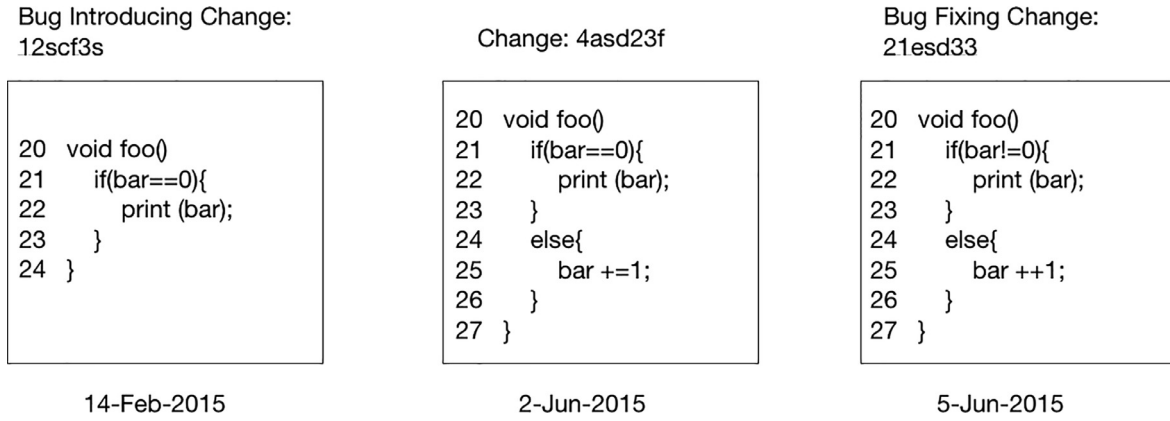 Bug Introducing Change:
12scf3s
20 void foo()
21 if(bar==0){
22 print (bar);
23 }
24 }
14-Feb-2015
Change: 4asd23f
20 void foo()
21 if(bar==0){
22 print (bar);
23 }
24 else{
25 bar +=1;
26 }
27 }
2-Jun-2015
Bug Fixing Change:
21esd33
20 void foo()
21 if(bar!=0){
22 print (bar);
23 }
24 else{
25 bar ++1;
26 }
27 }
5-Jun-2015